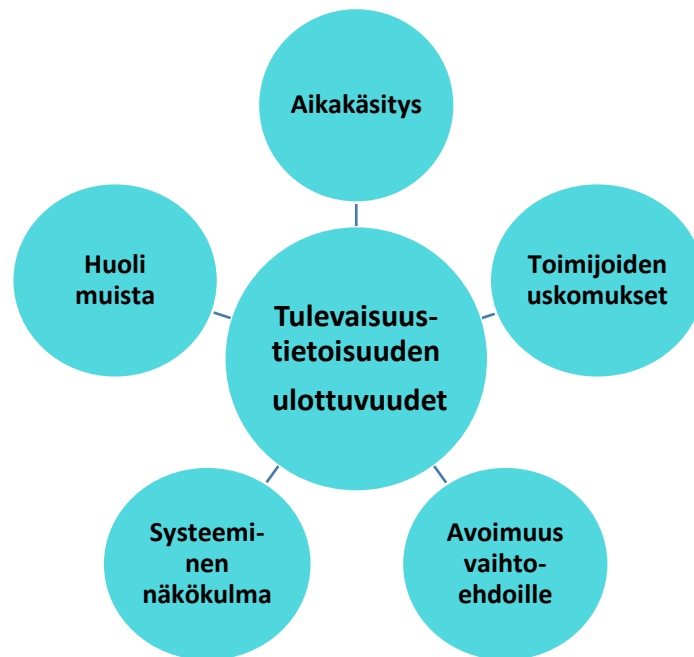 Aikakäsitys
Huoli
muista
Toimijoiden
uskomukset
Tulevaisuus-
tietoisuuden
ulottuvuudet
Systeemi-
nen
näkökulma
Avoimuus
vaihto-
ehdoille